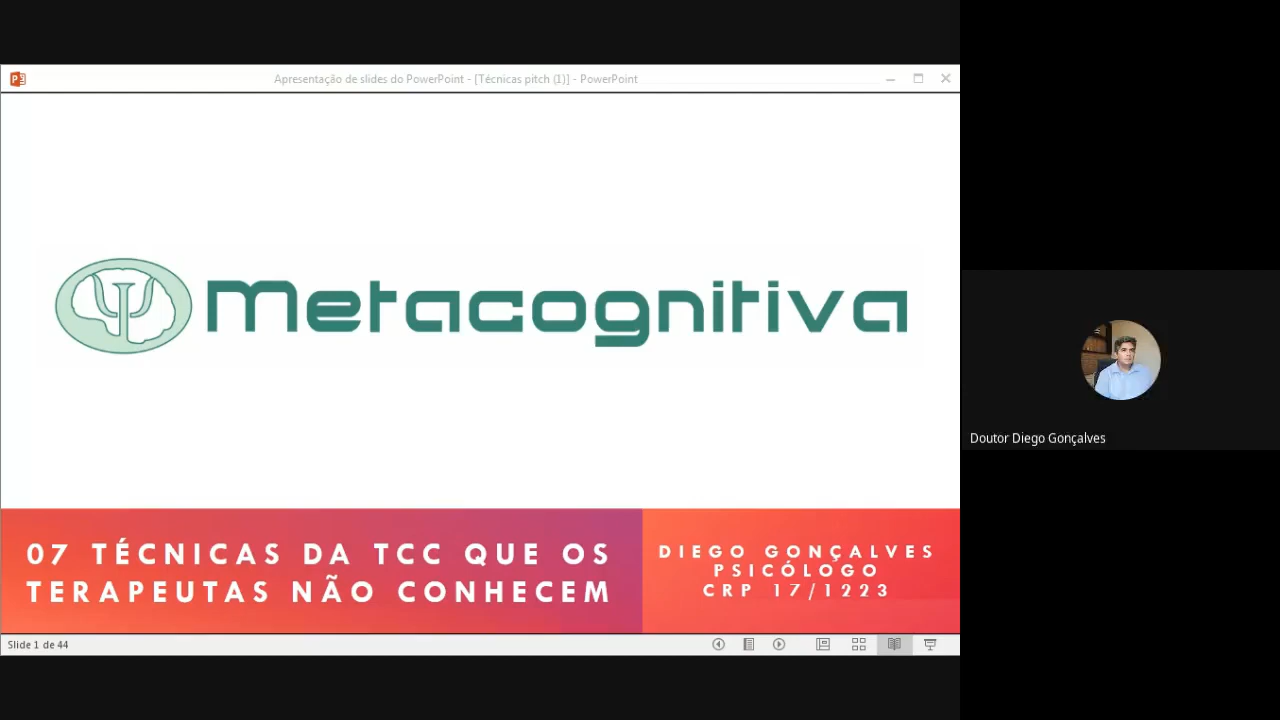 Apresentação de slides do PowerPoint - [Técnicas pitch (1)] - PowerPoint
Metacognitiva
07 TÉCNICAS DA TCC QUE OS
TERAPEUTAS NÃO CONHECEM
DIEGO GONÇALVES
PSICÓLOGO
CRP 17/1223
Slide 1 de 44
Doutor Diego Gonçalves